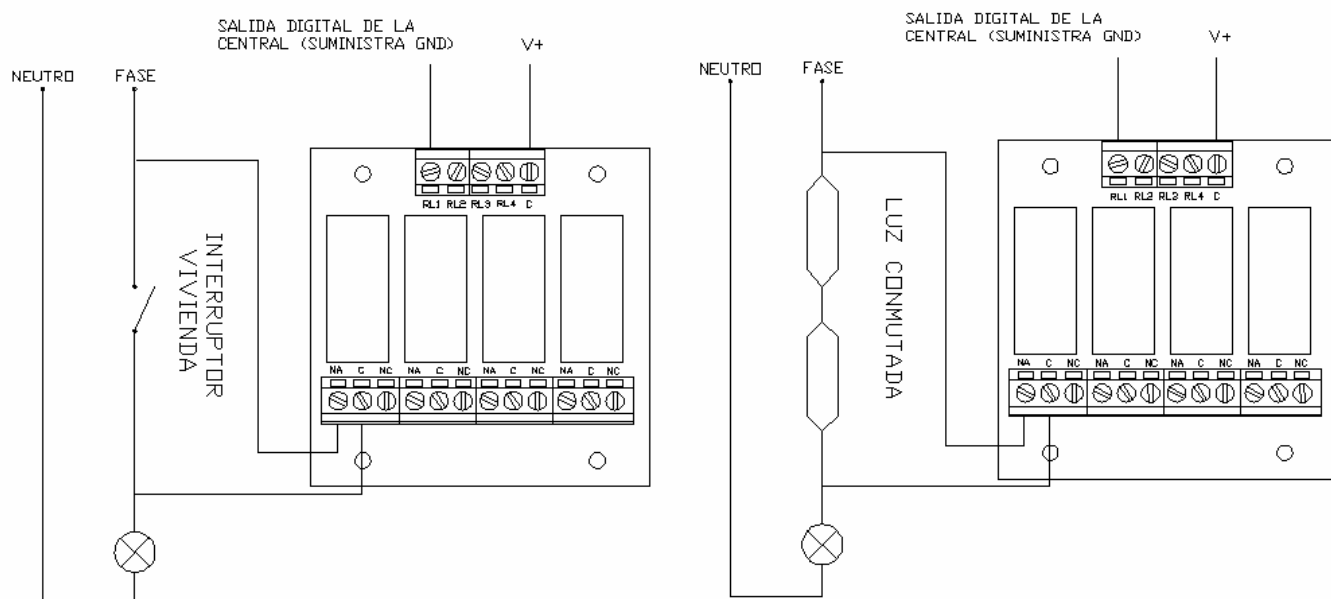 SALIDA DIGITAL DE LA
CENTRAL (SUMINISTRA GND)
V+
NEUTRO
FASE
RL1 RL2 RL3 RL4 C
INTERRUPTOR
VIVIENDA
NA C NC NA C NC NA C NC NA C NC
SALIDA DIGITAL DE LA
CENTRAL (SUMINISTRA GND)
V+
NEUTRO
FASE
RL1 RL2 RL3 RL4 C
LUZ CONMUTADA
NA C NC NA C NC NA C NC NA C NC